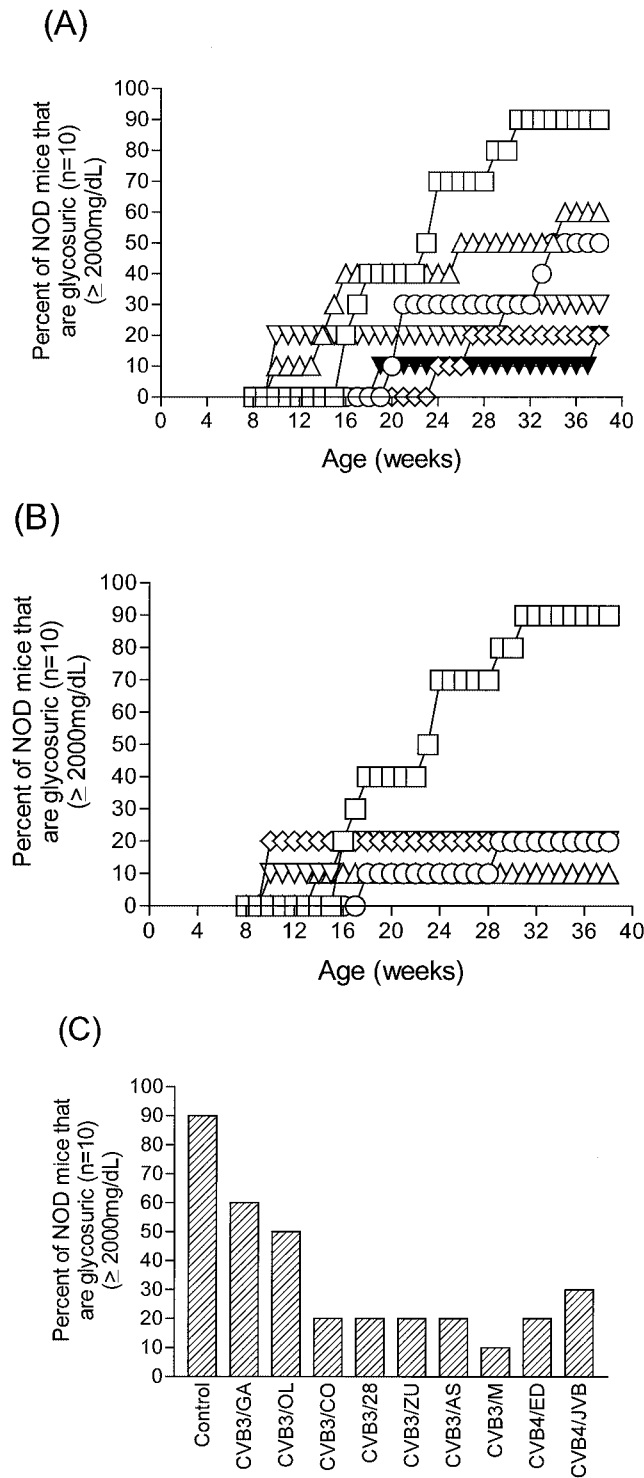 (A)
Percent of NOD mice that
are glycosuric (n=10)
(≥ 2000mg/dL)
100
90
80
70
60
50
40
30
20
10
0
0 4 8 12 16 20 24 28 32 36 40
Age (weeks)
(B)
Percent of NOD mice that
are glycosuric (n=10)
(≥ 2000mg/dL)
100
90
80
70
60
50
40
30
20
10
0
0 4 8 12 16 20 24 28 32 36 40
Age (weeks)
(C)
Percent of NOD mice that
are glycosuric (n=10)
(≥ 2000mg/dL)
100
90
80
70
60
50
40
30
20
10
0
Control
CVB3/GA
CVB3/OL
CVB3/CO
CVB3/28
CVB3/ZU
CVB3/AS
CVB3/M
CVB4/ED
CVB4/JVB